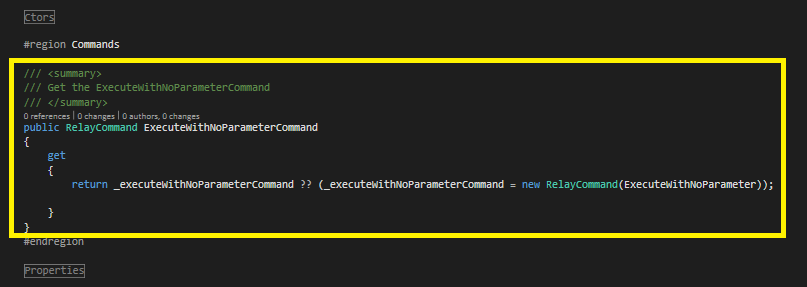 Ctors
#region Commands
/// <summary>
/// Get the ExecuteWithNoParameterCommand
/// </summary>
0 references | 0 changes | 0 authors, 0 changes
public RelayCommand ExecuteWithNoParameterCommand
{
get
{
return _executeWithNoParameterCommand ?? (_executeWithNoParameterCommand = new RelayCommand(ExecuteWithNoParameter));
}
}
#endregion
Properties